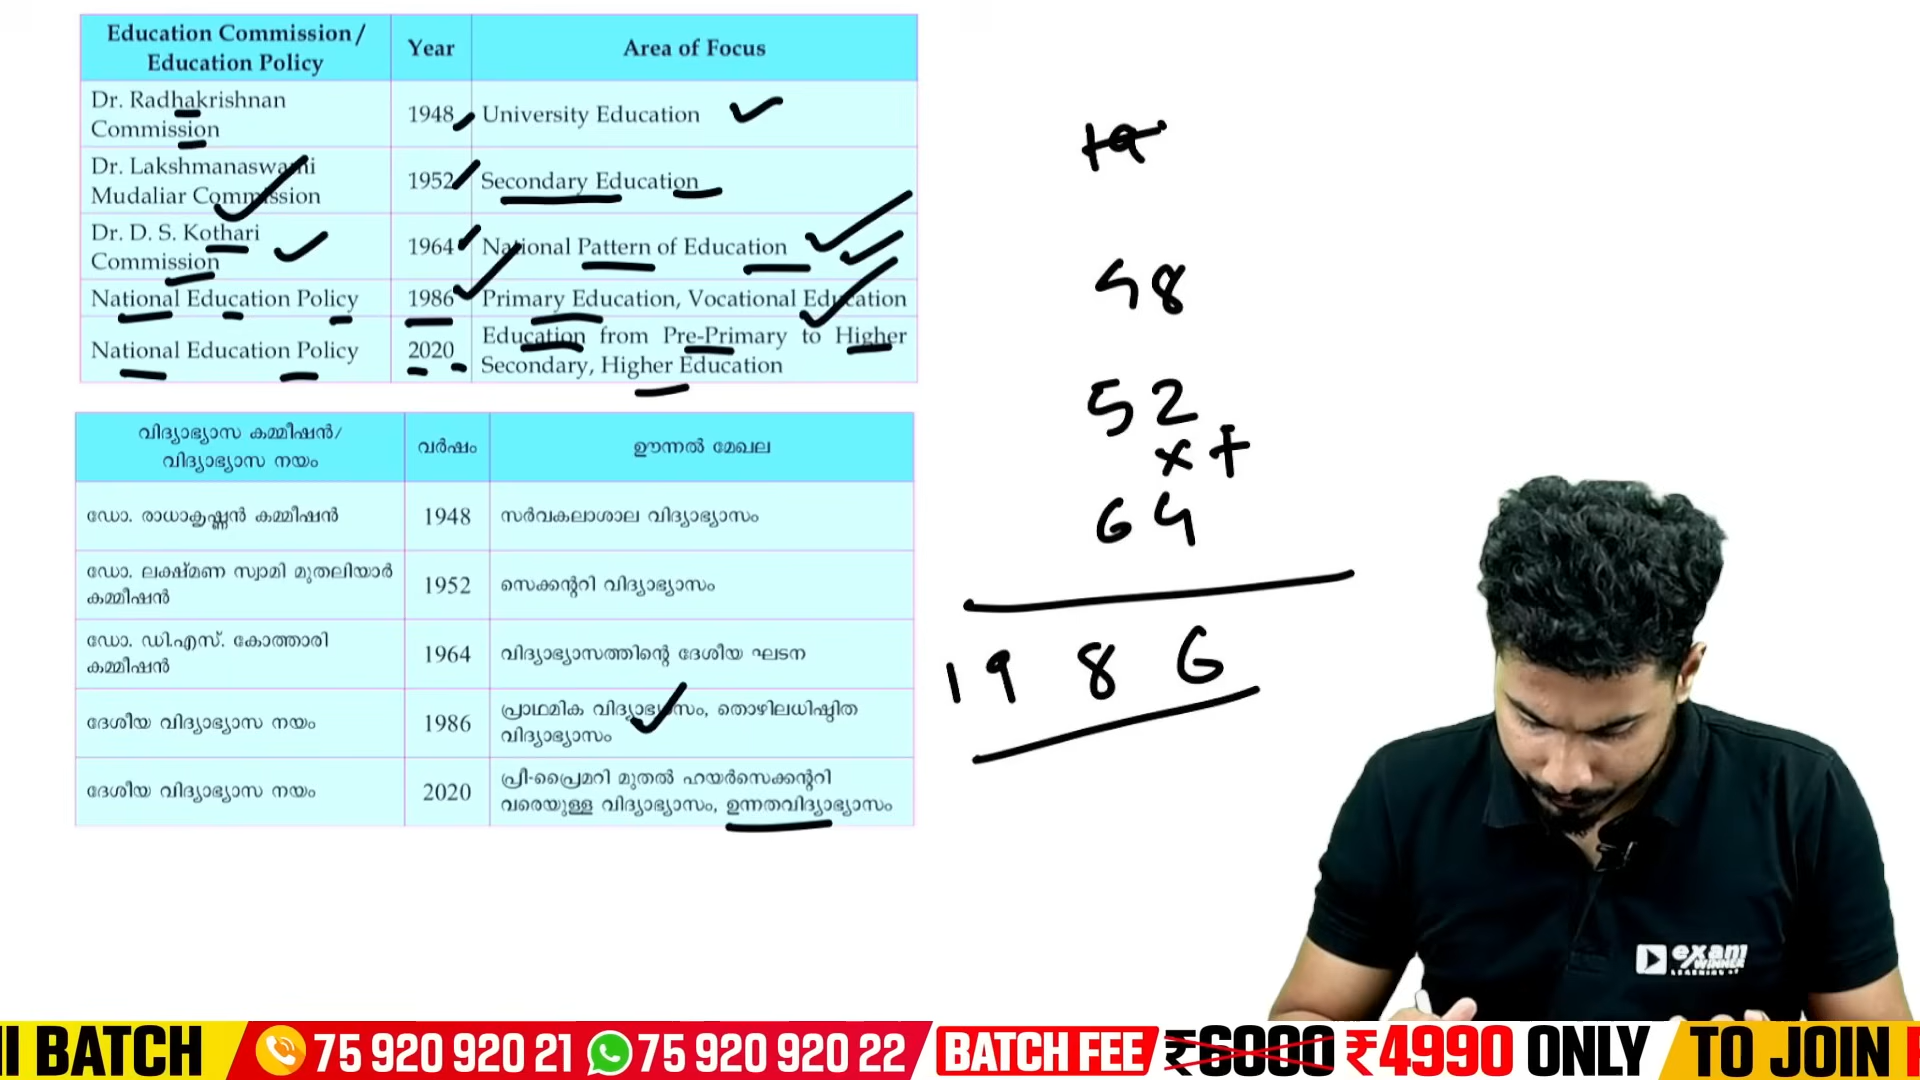 Education Commission/
Education Policy
Year
Area of Focus
Dr. Radhakrishnan
Commission
1948
University Education
Dr. Lakshmanaswami
Mudaliar Commission
1952
Secondary Education
Dr. D. S. Kothari
Commission
1964
National Pattern of Education
National Education Policy
1986
Primary Education, Vocational Education
National Education Policy
2020
Education from Pre-Primary to Higher
Secondary, Higher Education
വിദ്യാഭ്യാസ കമ്മീഷൻ/
വിദ്യാഭ്യാസ നയം
വർഷം
ഊന്നൽ മേഖല
ഡോ. രാധാകൃഷ്ണൻ കമ്മീഷൻ
1948
സർവകലാശാല വിദ്യാഭ്യാസം
ഡോ. ലക്ഷ്മണ സ്വാമി മുതലിയാർ
കമ്മീഷൻ
1952
സെക്കന്ററി വിദ്യാഭ്യാസം
ഡോ. ഡി.എസ്. കോത്താരി
കമ്മീഷൻ
1964
വിദ്യാഭ്യാസത്തിന്റെ ദേശീയ ഘടന
ദേശീയ വിദ്യാഭ്യാസ നയം
1986
പ്രാഥമിക വിദ്യാഭ്യാസം, തൊഴിലധിഷ്ഠിത
വിദ്യാഭ്യാസം
ദേശീയ വിദ്യാഭ്യാസ നയം
2020
പ്രീ-പ്രൈമറി മുതൽ ഹയർസെക്കന്ററി
വരെയുള്ള വിദ്യാഭ്യാസം, ഉന്നതവിദ്യാഭ്യാസം
19
48
52
x +
64
19 8 6
exam
WINNER
LEARNING
BATCH
75 920 920 21
75 920 920 22
BATCH FEE ₹6000 ₹4990 ONLY
TO JOIN